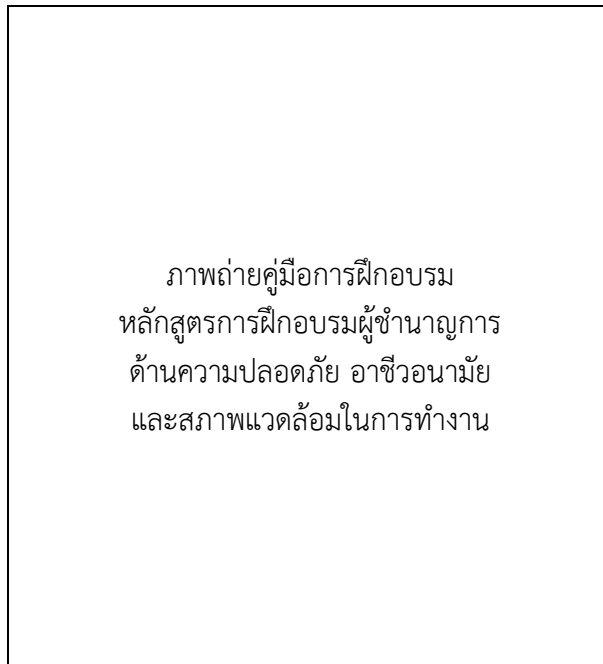 ภาพถ่ายคู่มือการฝึกอบรม
หลักสูตรการฝึกอบรมผู้ชำนาญการ
ด้านความปลอดภัย อาชีวอนามัย
และสภาพแวดล้อมในการทำงาน